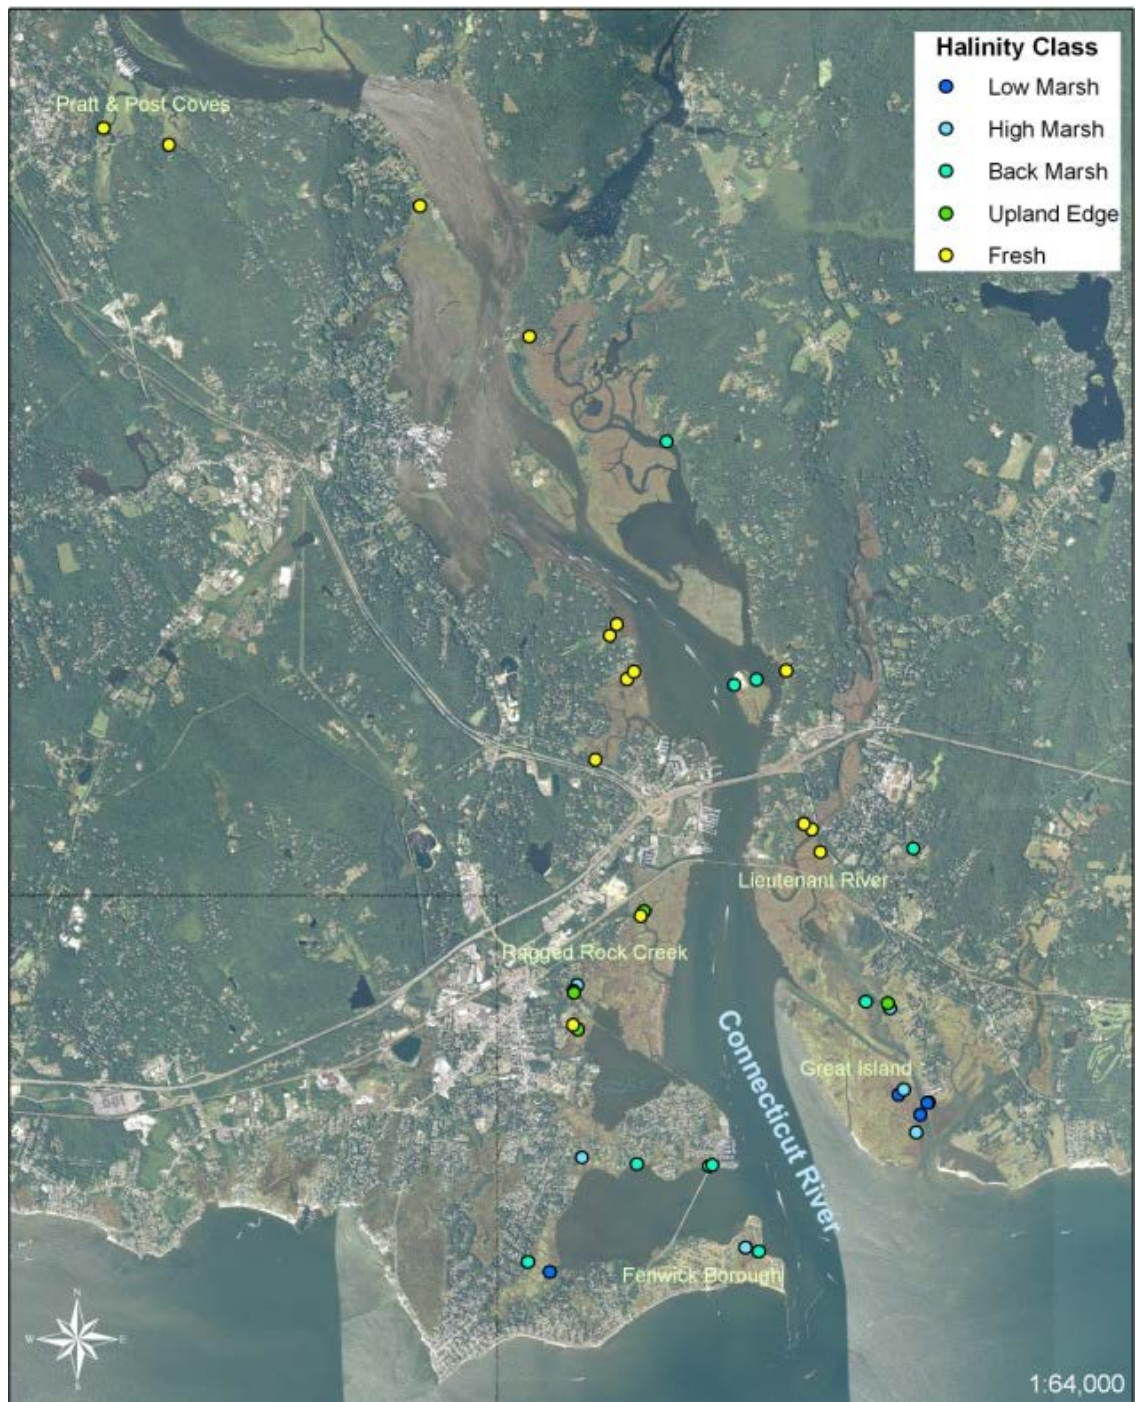 Halinity Class
Low Marsh
High Marsh
Back Marsh
Upland Edge
Fresh
Pratt & Post Coves
Lieutenant River
Ragged Rock Creek
Connecticut River
Great Island
Fenwick Borough
N
W
E
S
1:64,000